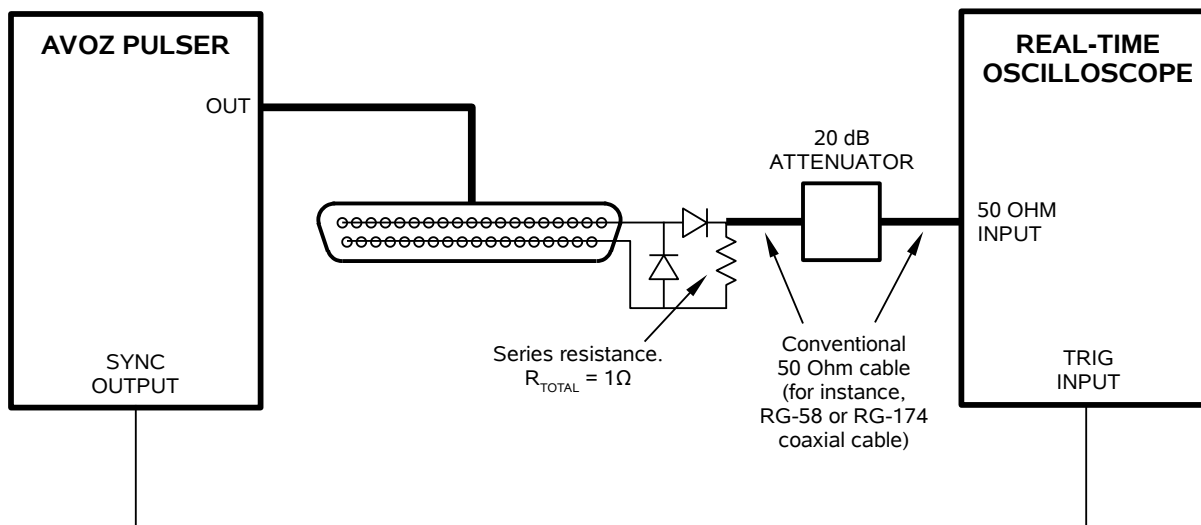 AVOZ PULSER
OUT
SYNC
OUTPUT
Series resistance.
R_TOTAL = 1Ω
20 dB
ATTENUATOR
Conventional
50 Ohm cable
(for instance,
RG-58 or RG-174
coaxial cable)
REAL-TIME
OSCILLOSCOPE
50 OHM
INPUT
TRIG
INPUT